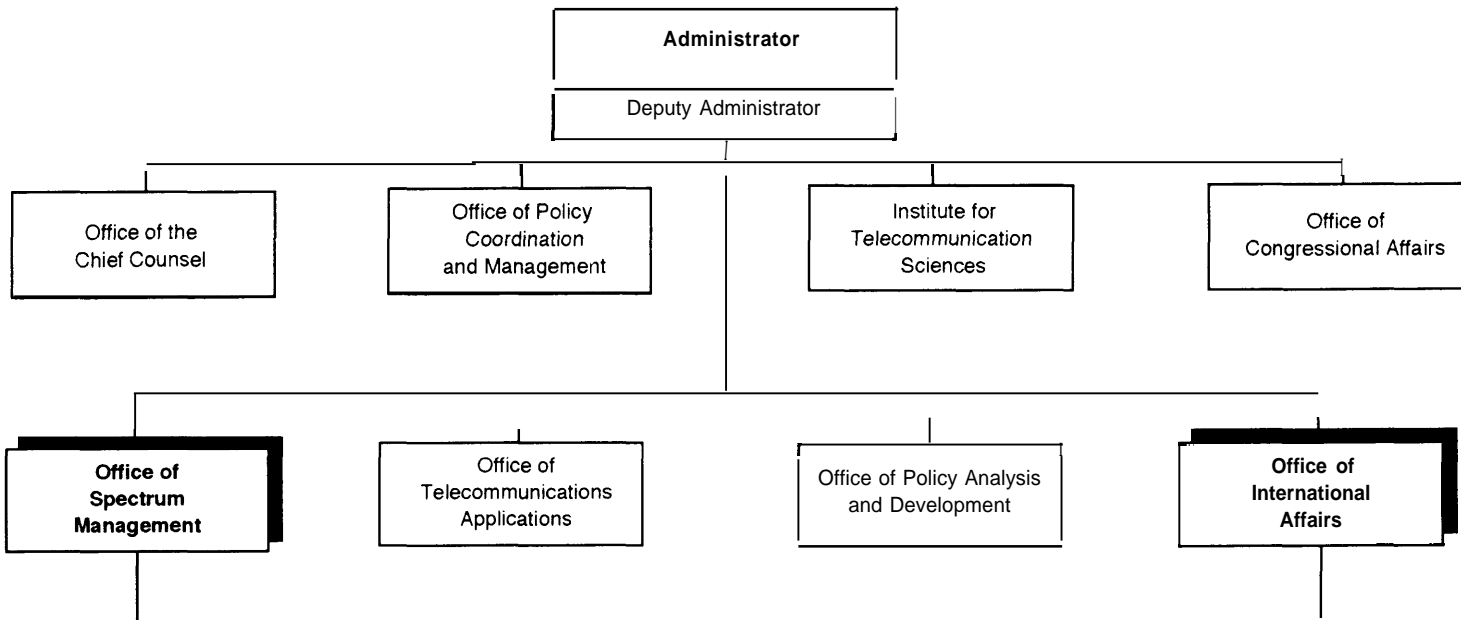 Administrator
Deputy Administrator
Office of the
Chief Counsel
Office of Policy
Coordination
and Management
Institute for
Telecommunication
Sciences
Office of
Congressional Affairs
Office of
Spectrum
Management
Office of
Telecommunications
Applications
Office of Policy Analysis
and Development
Office of
International
Affairs